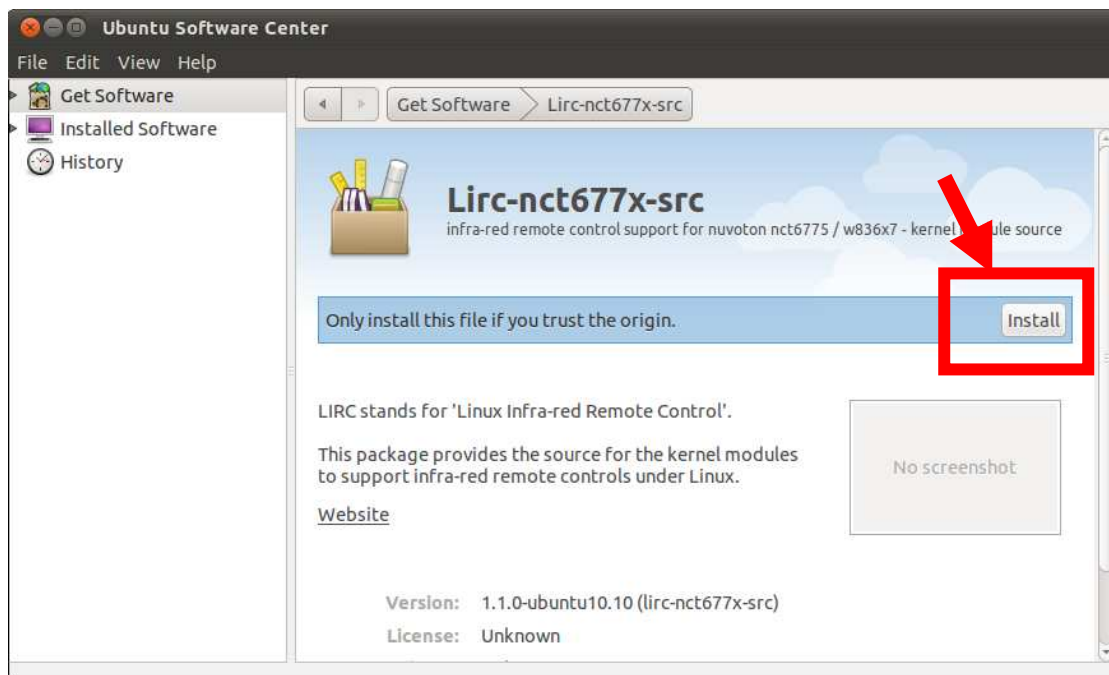 Ubuntu Software Center
File Edit View Help
Get Software
Installed Software
History
Get Software Lirc-nct677x-src
Lirc-nct677x-src
infra-red remote control support for nuvoton nct6775 / w836x7 - kernel source
Only install this file if you trust the origin.
Install
LIRC stands for 'Linux Infra-red Remote Control'.
This package provides the source for the kernel modules
to support infra-red remote controls under Linux.
No screenshot
Website
Version: 1.1.0-ubuntu10.10 (lirc-nct677x-src)
License: Unknown